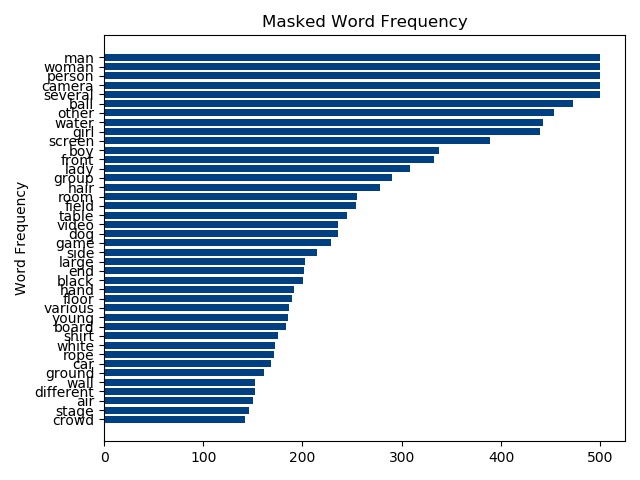 Masked Word Frequency
man
woman
person
camera
several
ball
other
water
girl
screen
boy
front
lady
group
hair
room
field
table
video
dog
game
side
large
end
black
hand
floor
various
young
board
shirt
white
rope
car
ground
wall
different
air
stage
crowd
Word Frequency
0 100 200 300 400 500